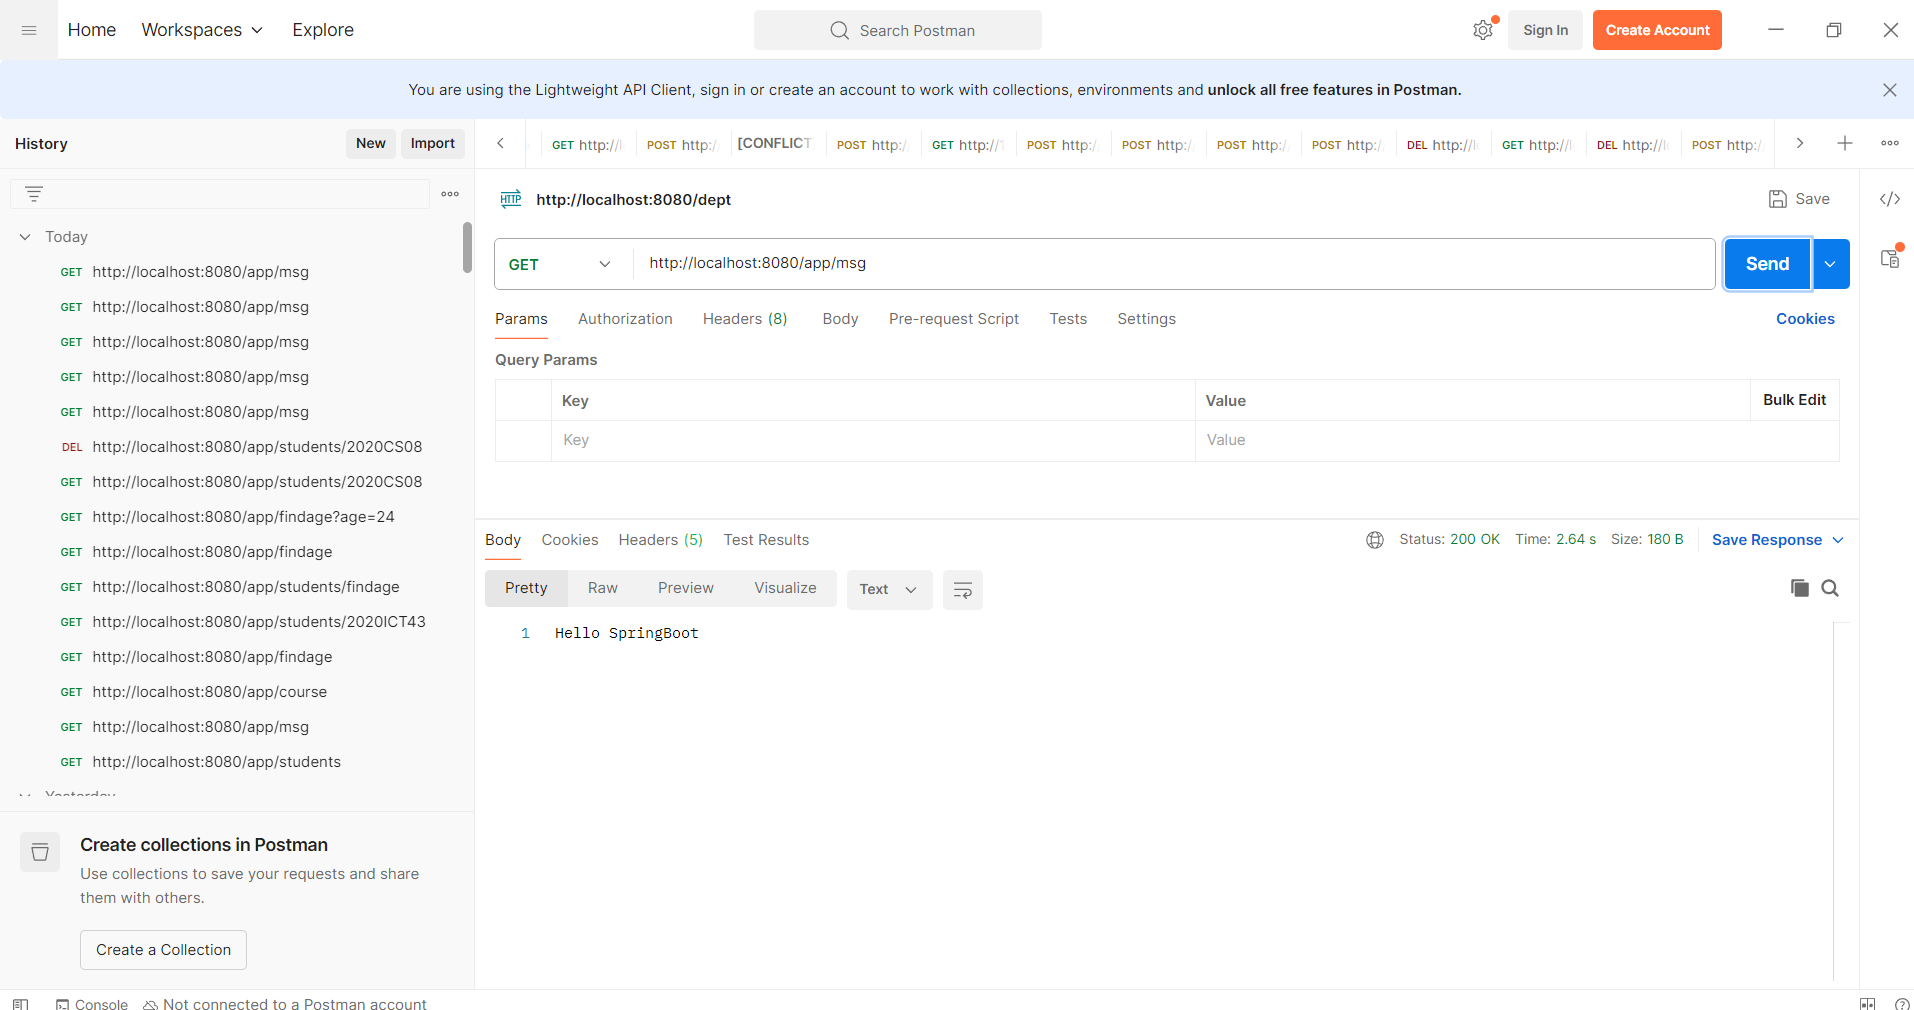 Home Workspaces Explore Search Postman Sign In Create Account
You are using the Lightweight API Client, sign in or create an account to work with collections, environments and unlock all free features in Postman.
History New Import
GET http://l POST http:/ [CONFLICT POST http:/ GET http://1 POST http:/ POST http:/ POST http:/ POST http:/ DEL http://l GET http://l DEL http://l POST http:/
Today
GET http://localhost:8080/app/msg
GET http://localhost:8080/app/msg
GET http://localhost:8080/app/msg
GET http://localhost:8080/app/msg
GET http://localhost:8080/app/msg
DEL http://localhost:8080/app/students/2020CS08
GET http://localhost:8080/app/students/2020CS08
GET http://localhost:8080/app/findage?age=24
GET http://localhost:8080/app/findage
GET http://localhost:8080/app/students/findage
GET http://localhost:8080/app/students/2020ICT43
GET http://localhost:8080/app/findage
GET http://localhost:8080/app/course
GET http://localhost:8080/app/msg
GET http://localhost:8080/app/students
Yesterday
Create collections in Postman
Use collections to save your requests and share
them with others.
Create a Collection
HTTP http://localhost:8080/dept Save
GET http://localhost:8080/app/msg Send
Params Authorization Headers (8) Body Pre-request Script Tests Settings Cookies
Query Params
Key Value Bulk Edit
Key Value
Body Cookies Headers (5) Test Results Status: 200 OK Time: 2.64 s Size: 180 B Save Response
Pretty Raw Preview Visualize Text
1 Hello SpringBoot
Console Not connected to a Postman account